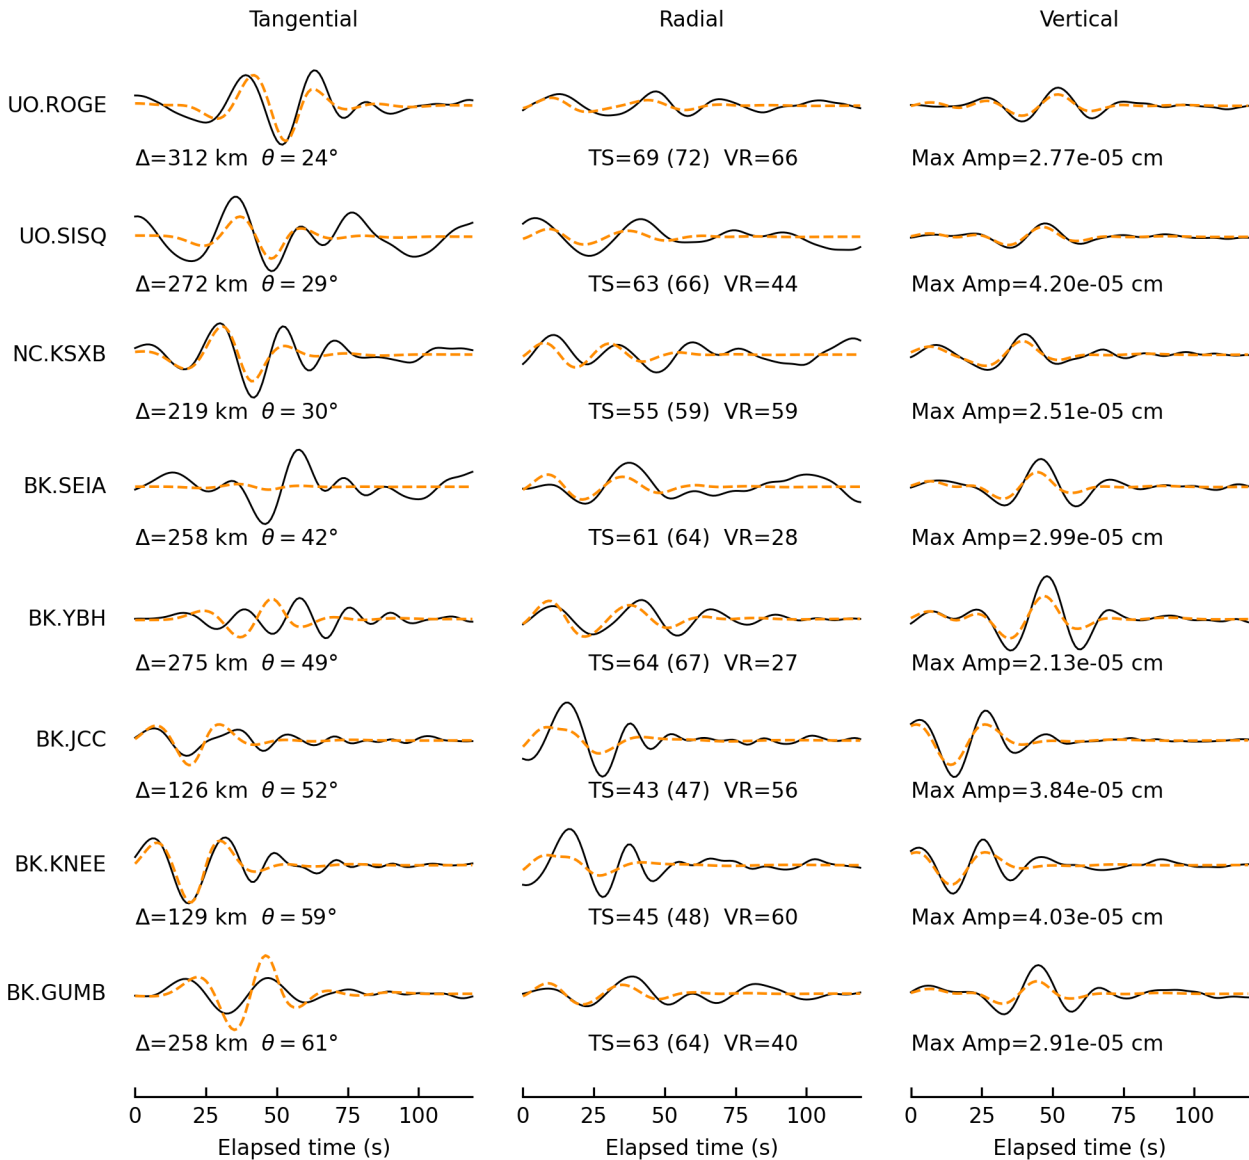 Tangential Radial Vertical
UO.ROGE
Δ=312 km θ = 24° TS=69 (72) VR=66 Max Amp=2.77e-05 cm
UO.SISQ
Δ=272 km θ = 29° TS=63 (66) VR=44 Max Amp=4.20e-05 cm
NC.KSXB
Δ=219 km θ = 30° TS=55 (59) VR=59 Max Amp=2.51e-05 cm
BK.SEIA
Δ=258 km θ = 42° TS=61 (64) VR=28 Max Amp=2.99e-05 cm
BK.YBH
Δ=275 km θ = 49° TS=64 (67) VR=27 Max Amp=2.13e-05 cm
BK.JCC
Δ=126 km θ = 52° TS=43 (47) VR=56 Max Amp=3.84e-05 cm
BK.KNEE
Δ=129 km θ = 59° TS=45 (48) VR=60 Max Amp=4.03e-05 cm
BK.GUMB
Δ=258 km θ = 61° TS=63 (64) VR=40 Max Amp=2.91e-05 cm
0 25 50 75 100 0 25 50 75 100 0 25 50 75 100
Elapsed time (s) Elapsed time (s) Elapsed time (s)